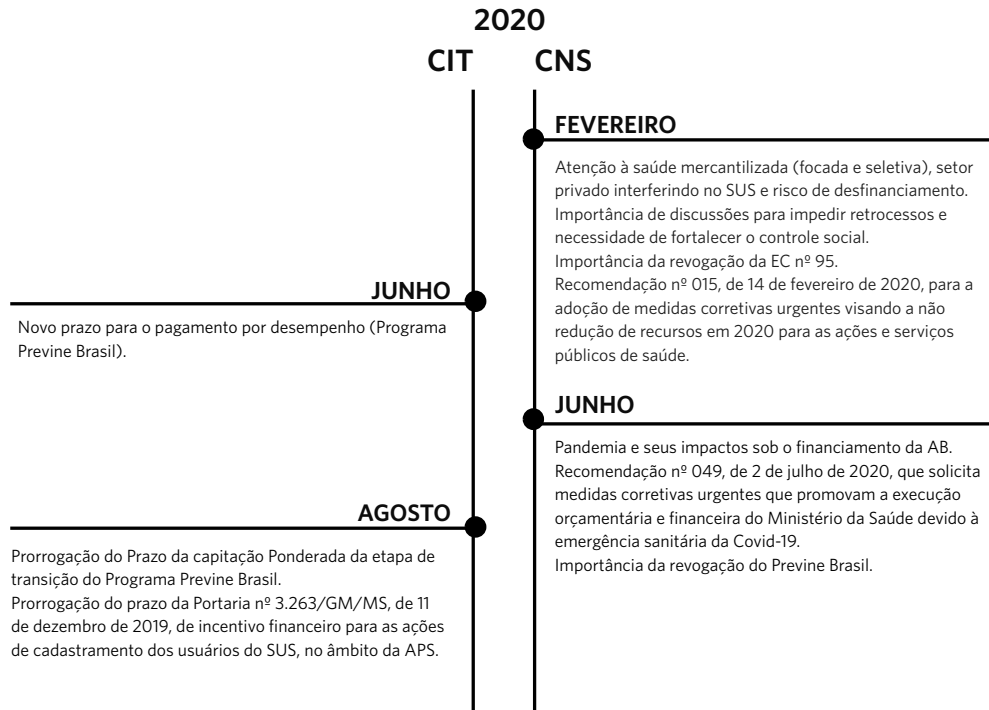 2020
CIT
CNS
FEVEREIRO
Atenção à saúde mercantilizada (focada e seletiva), setor
privado interferindo no SUS e risco de desfinanciamento.
Importância de discussões para impedir retrocessos e
necessidade de fortalecer o controle social.
Importância da revogação da EC nº 95.
Recomendação nº 015, de 14 de fevereiro de 2020, para a
adoção de medidas corretivas urgentes visando a não
redução de recursos em 2020 para as ações e serviços
públicos de saúde.
JUNHO
Novo prazo para o pagamento por desempenho (Programa
Previne Brasil).
JUNHO
Pandemia e seus impactos sob o financiamento da AB.
Recomendação nº 049, de 2 de julho de 2020, que solicita
medidas corretivas urgentes que promovam a execução
orçamentária e financeira do Ministério da Saúde devido à
emergência sanitária da Covid-19.
Importância da revogação do Previne Brasil.
AGOSTO
Prorrogação do Prazo da capitação Ponderada da etapa de
transição do Programa Previne Brasil.
Prorrogação do prazo da Portaria nº 3.263/GM/MS, de 11
de dezembro de 2019, de incentivo financeiro para as ações
de cadastramento dos usuários do SUS, no âmbito da APS.